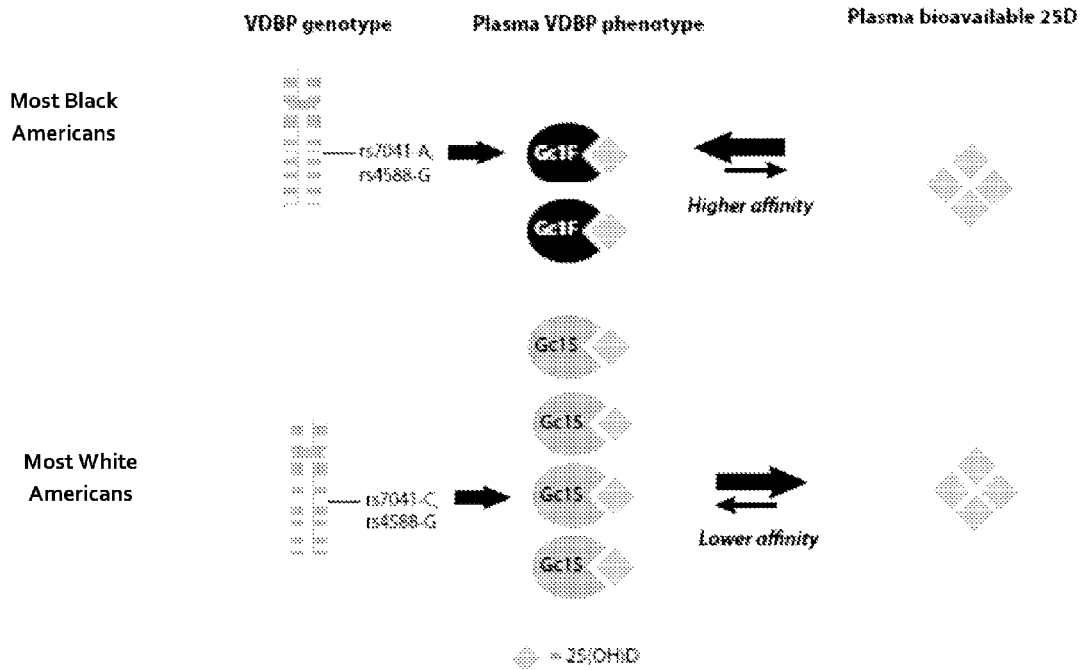 VDBP genotype
Plasma VDBP phenotype
Plasma bioavailable 25D
Most Black
Americans
rs7041-A,
rs4588-G
Gc1F
Gc1F
Higher affinity
Gc1S
Gc1S
Most White
Americans
rs7041-C,
rs4588-G
Gc1S
Gc1S
Lower affinity
= 25(OH)D